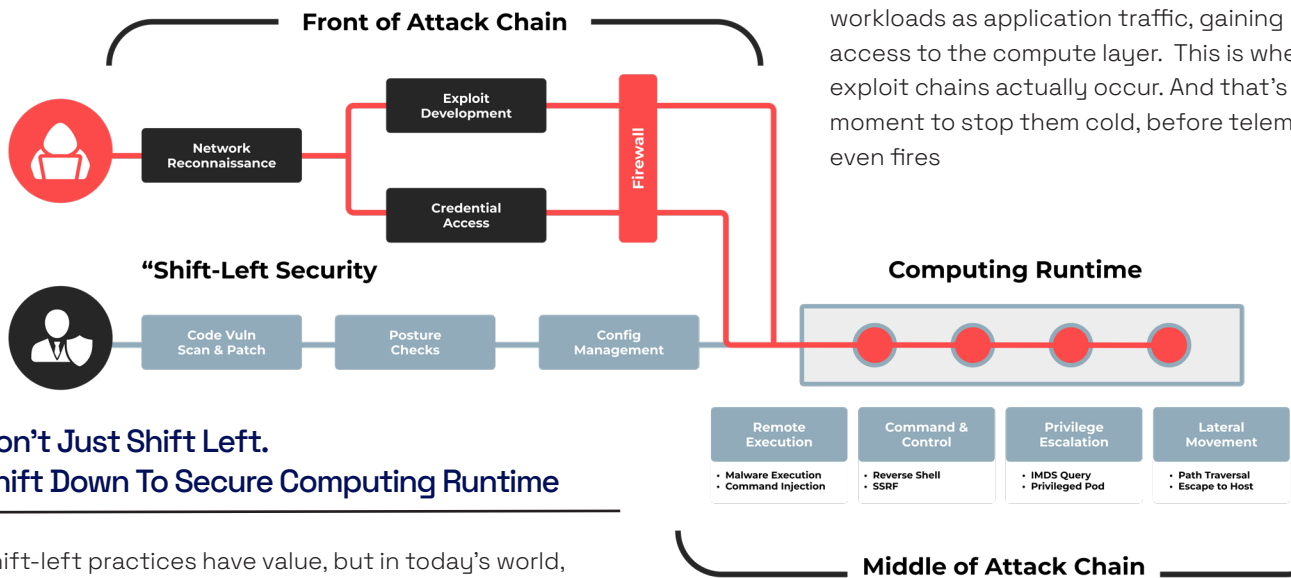 Front of Attack Chain
workloads as application traffic, gaining
access to the compute layer. This is whe
exploit chains actually occur. And that's
moment to stop them cold, before telem
even fires
Network
Reconnaissance
Exploit
Development
Credential
Access
Firewall
“Shift-Left Security
Code Vuln
Scan & Patch
Posture
Checks
Config
Management
Computing Runtime
Remote
Execution
• Malware Execution
• Command Injection
Command &
Control
• Reverse Shell
• SSRF
Privilege
Escalation
• IMDS Query
• Privileged Pod
Lateral
Movement
• Path Traversal
• Escape to Host
Middle of Attack Chain
on't Just Shift Left.
hift Down To Secure Computing Runtime
ift-left practices have value, but in today's world,